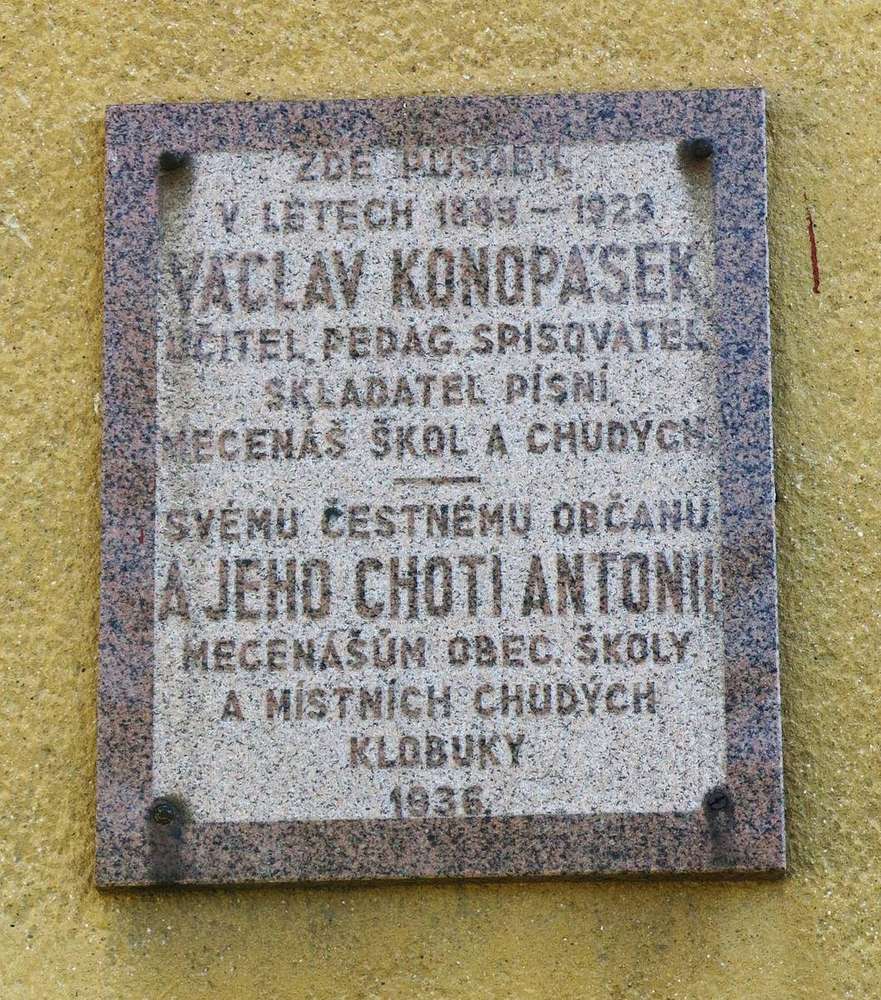 ZDE PŮSOBIL
V LETECH 1889 – 1923
VÁCLAV KONOPÁSEK,
UČITEL, PEDAG. SPISOVATEL,
SKLADATEL PÍSNÍ,
MECENÁŠ ŠKOL A CHUDÝCH.
SVÉMU ČESTNÉMU OBČANU
A JEHO CHOTI ANTONII
MECENÁŠŮM OBEC. ŠKOLY
A MÍSTNÍCH CHUDÝCH
KLOBUKY
1936.